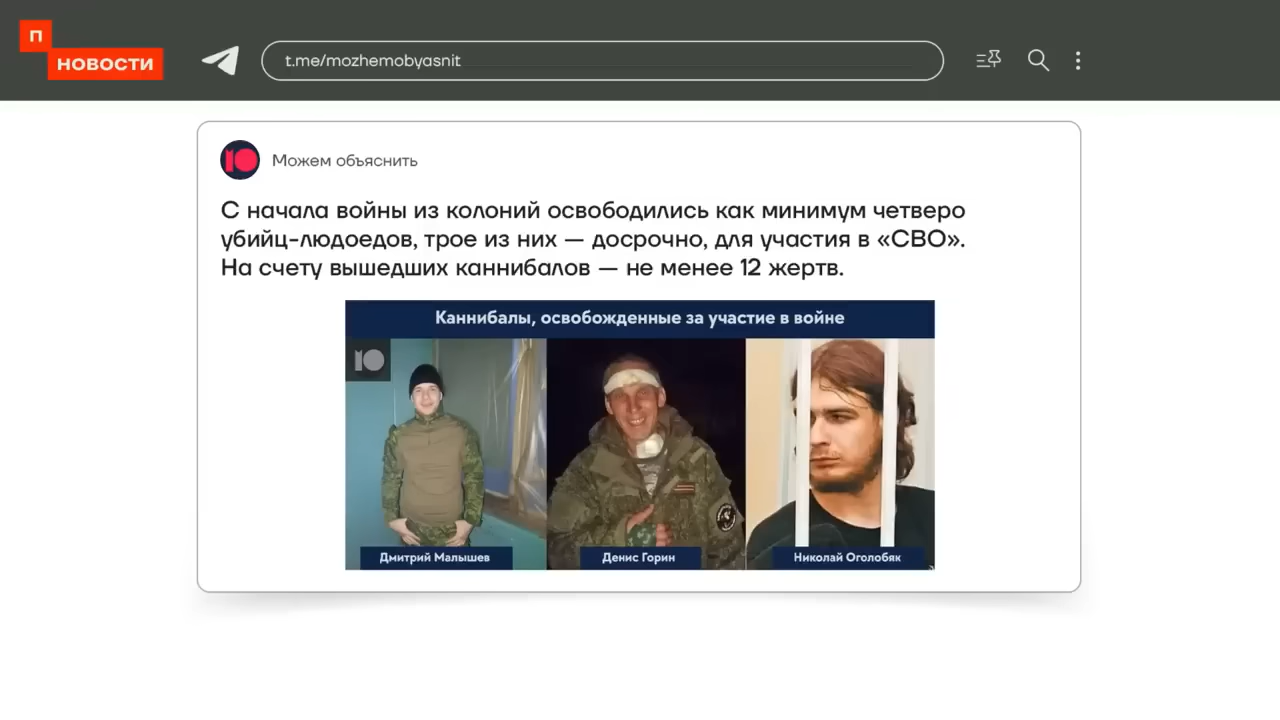 П
НОВОСТИ
t.me/mozhemobyasnit
Можем объяснить
С начала войны из колоний освободились как минимум четверо
убийц-людоедов, трое из них — досрочно, для участия в «СВО».
На счету вышедших каннибалов — не менее 12 жертв.
Каннибалы, освобожденные за участие в войне
Дмитрий Малышев
Денис Горин
Николай Оголобяк